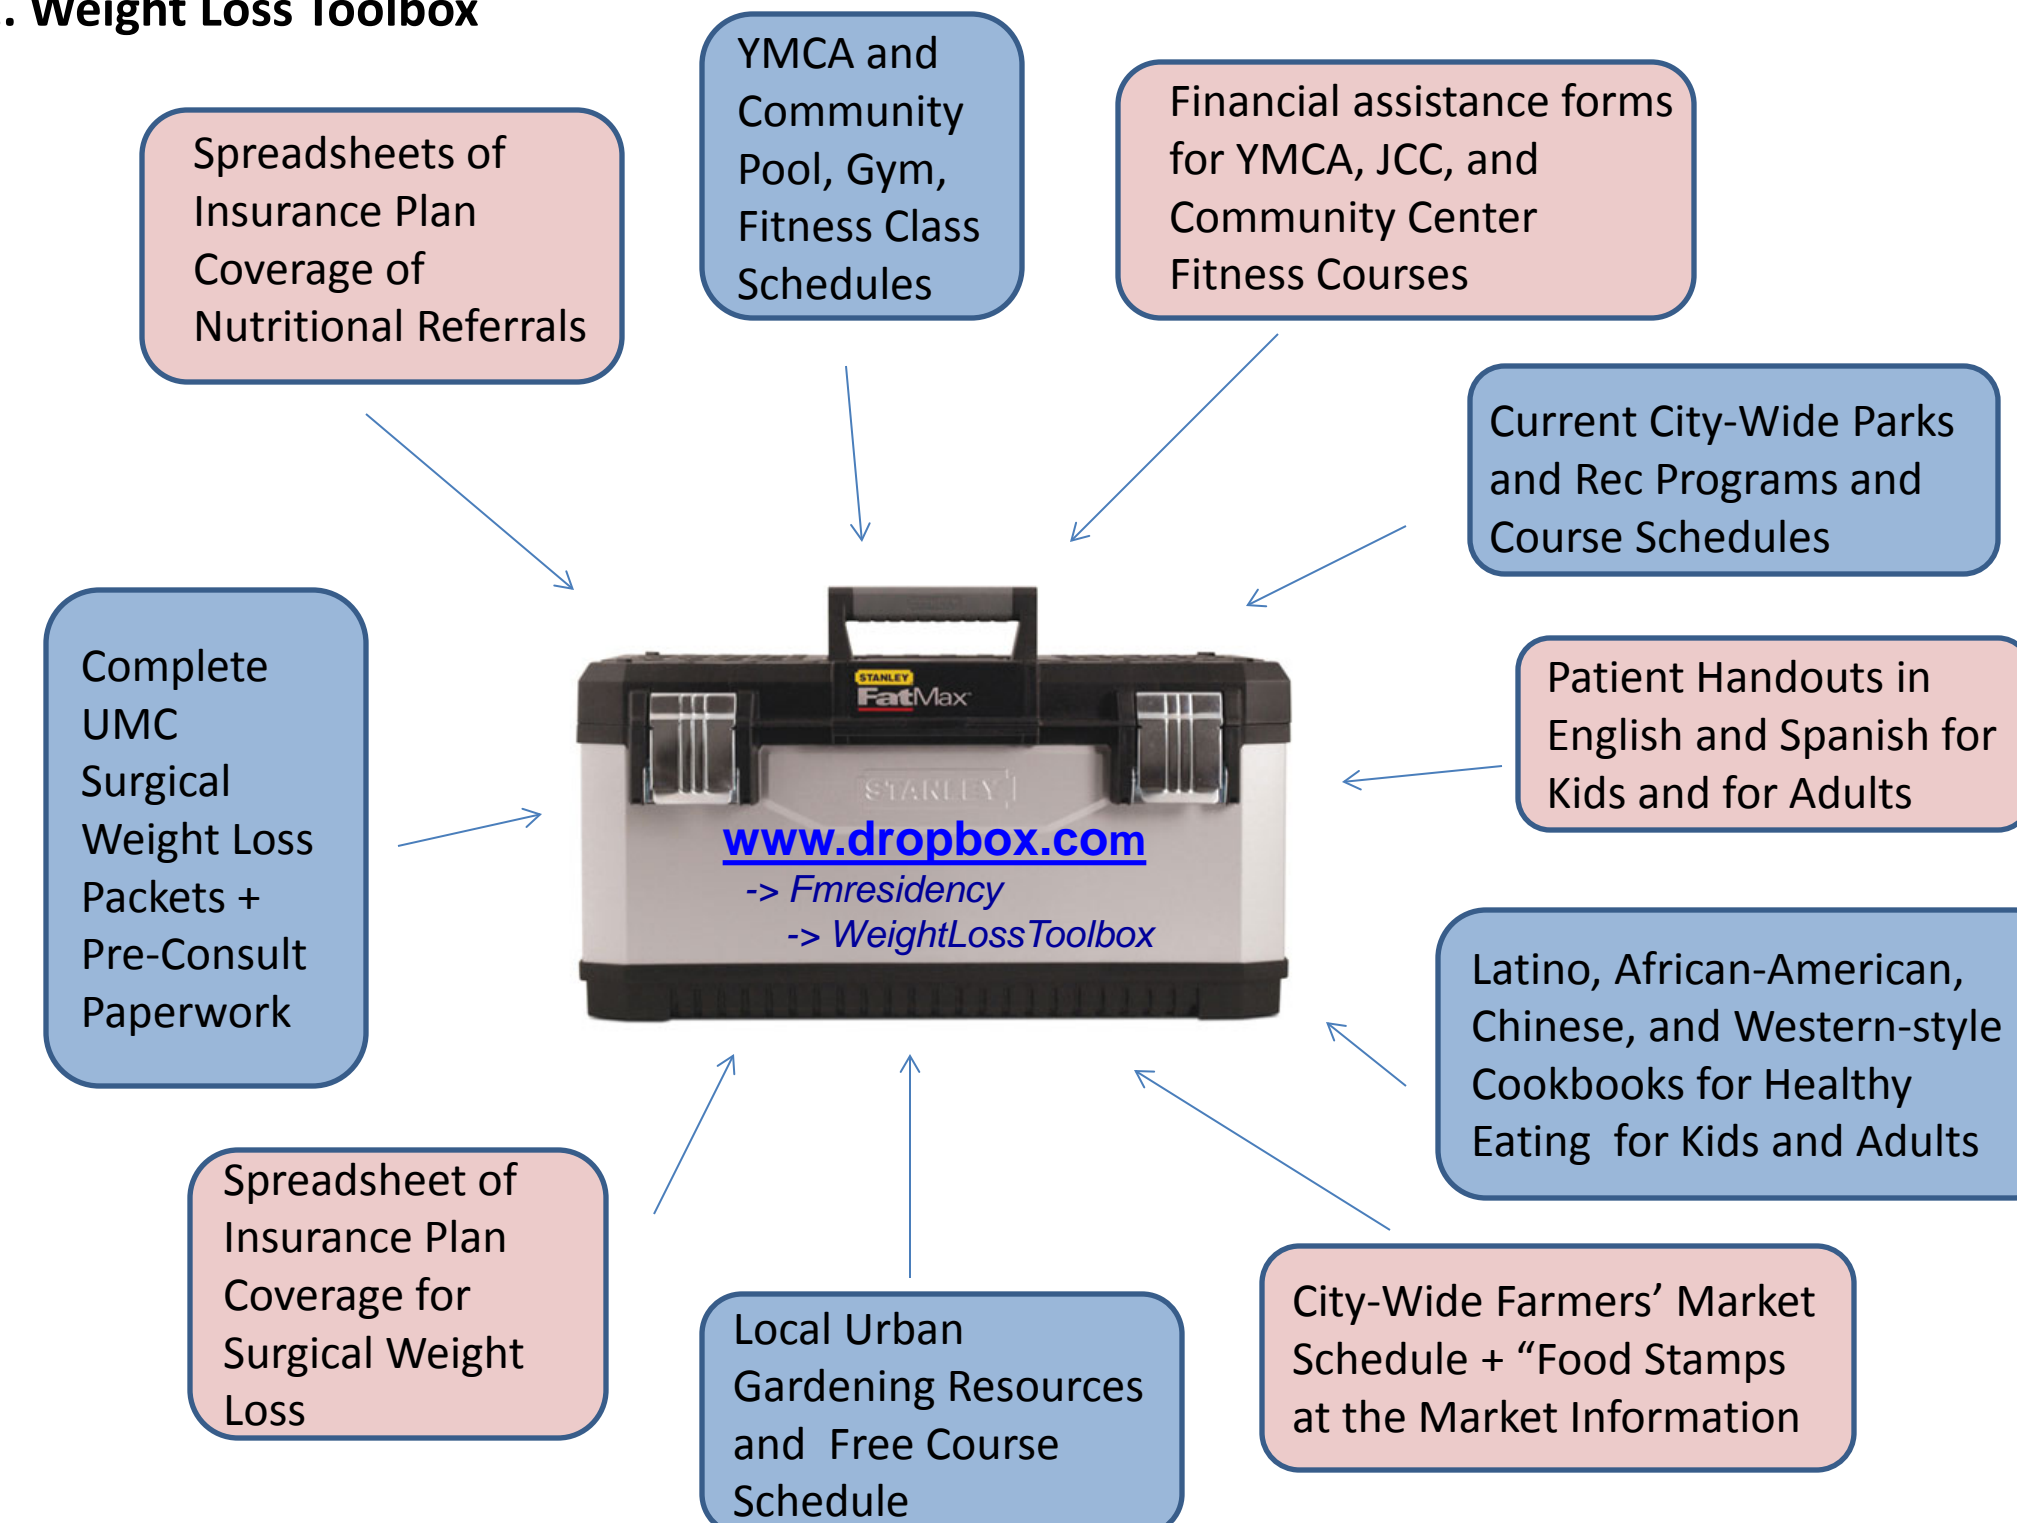 . Weight Loss Toolbox
YMCA and
Community
Pool, Gym,
Fitness Class
Schedules
Financial assistance forms
for YMCA, JCC, and
Community Center
Fitness Courses
Spreadsheets of
Insurance Plan
Coverage of
Nutritional Referrals
Current City-Wide Parks
and Rec Programs and
Course Schedules
Complete
UMC
Surgical
Weight Loss
Packets +
Pre-Consult
Paperwork
STANLEY
FatMax
STANLEY
www.dropbox.com
-> Fmresidency
-> WeightLossToolbox
Patient Handouts in
English and Spanish for
Kids and for Adults
Latino, African-American,
Chinese, and Western-style
Cookbooks for Healthy
Eating  for Kids and Adults
Spreadsheet of
Insurance Plan
Coverage for
Surgical Weight
Loss
Local Urban
Gardening Resources
and  Free Course
Schedule
City-Wide Farmers’ Market
Schedule + “Food Stamps
at the Market Information